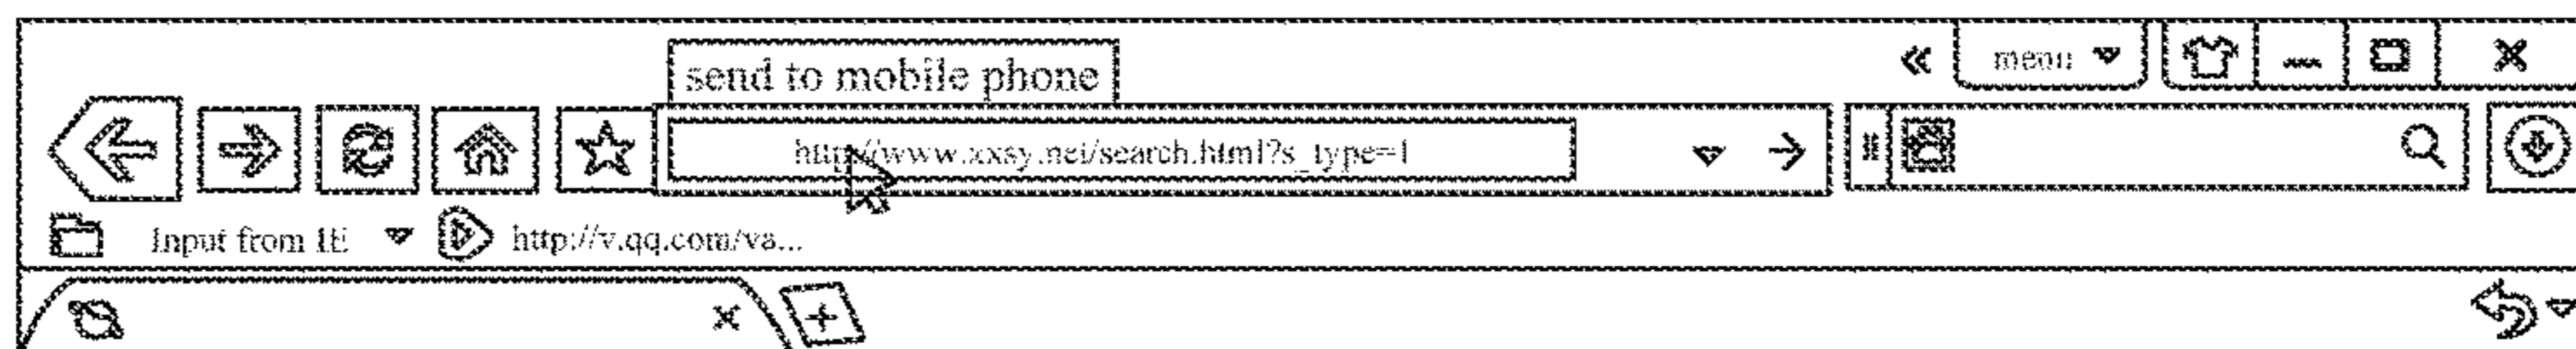 send to mobile phone
menu
http://www.xxsy.net/search.html?s_type=1
Input from IE
http://v.qq.com/va...